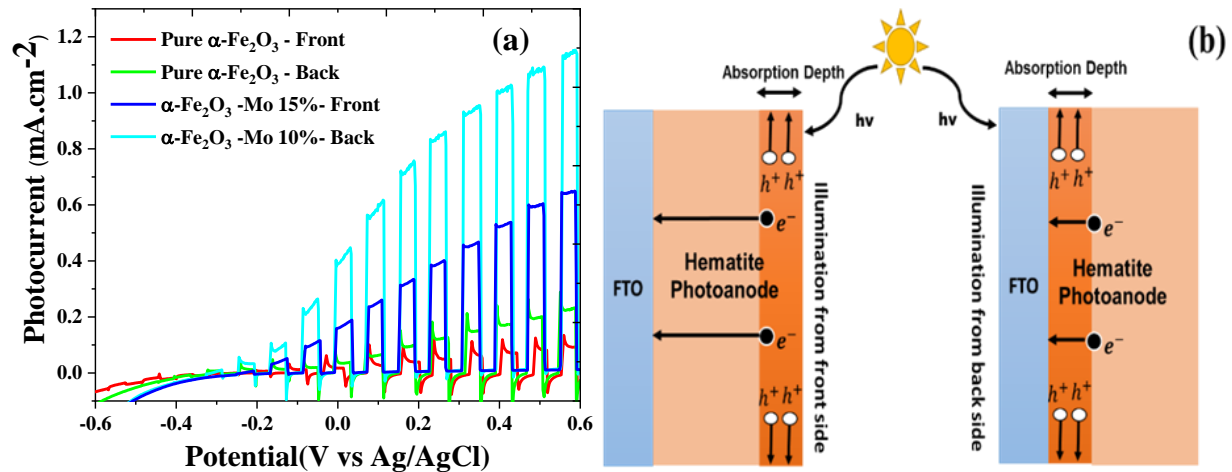 (a)
Pure α-Fe₂O₃ - Front
Pure α-Fe₂O₃ - Back
α-Fe₂O₃ -Mo 15%- Front
α-Fe₂O₃ -Mo 10%- Back
Photocurrent (mA.cm⁻²)
1.2
1.0
0.8
0.6
0.4
0.2
0.0
-0.6
-0.4
-0.2
0.0
0.2
0.4
0.6
Potential(V vs Ag/AgCl)
(b)
Absorption Depth
hν
h⁺ h⁺
e⁻
FTO
Hematite
Photoanode
e⁻
h⁺ h⁺
Illumination from front side
Absorption Depth
hν
h⁺ h⁺
e⁻
FTO
Hematite
Photoanode
e⁻
h⁺ h⁺
Illumination from back side